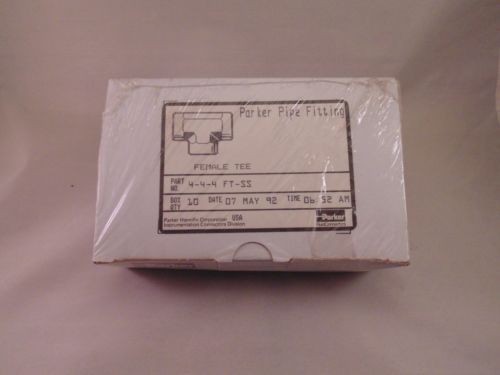 Parker Pipe Fitting
FEMALE TEE
PART NO. 4-4-4 FT-SS
BOX QTY 10 DATE 07 MAY 92 TIME 06 32 AM
Parker Hannifin Corporation USA
Instrumentation Connectors Division
Parker